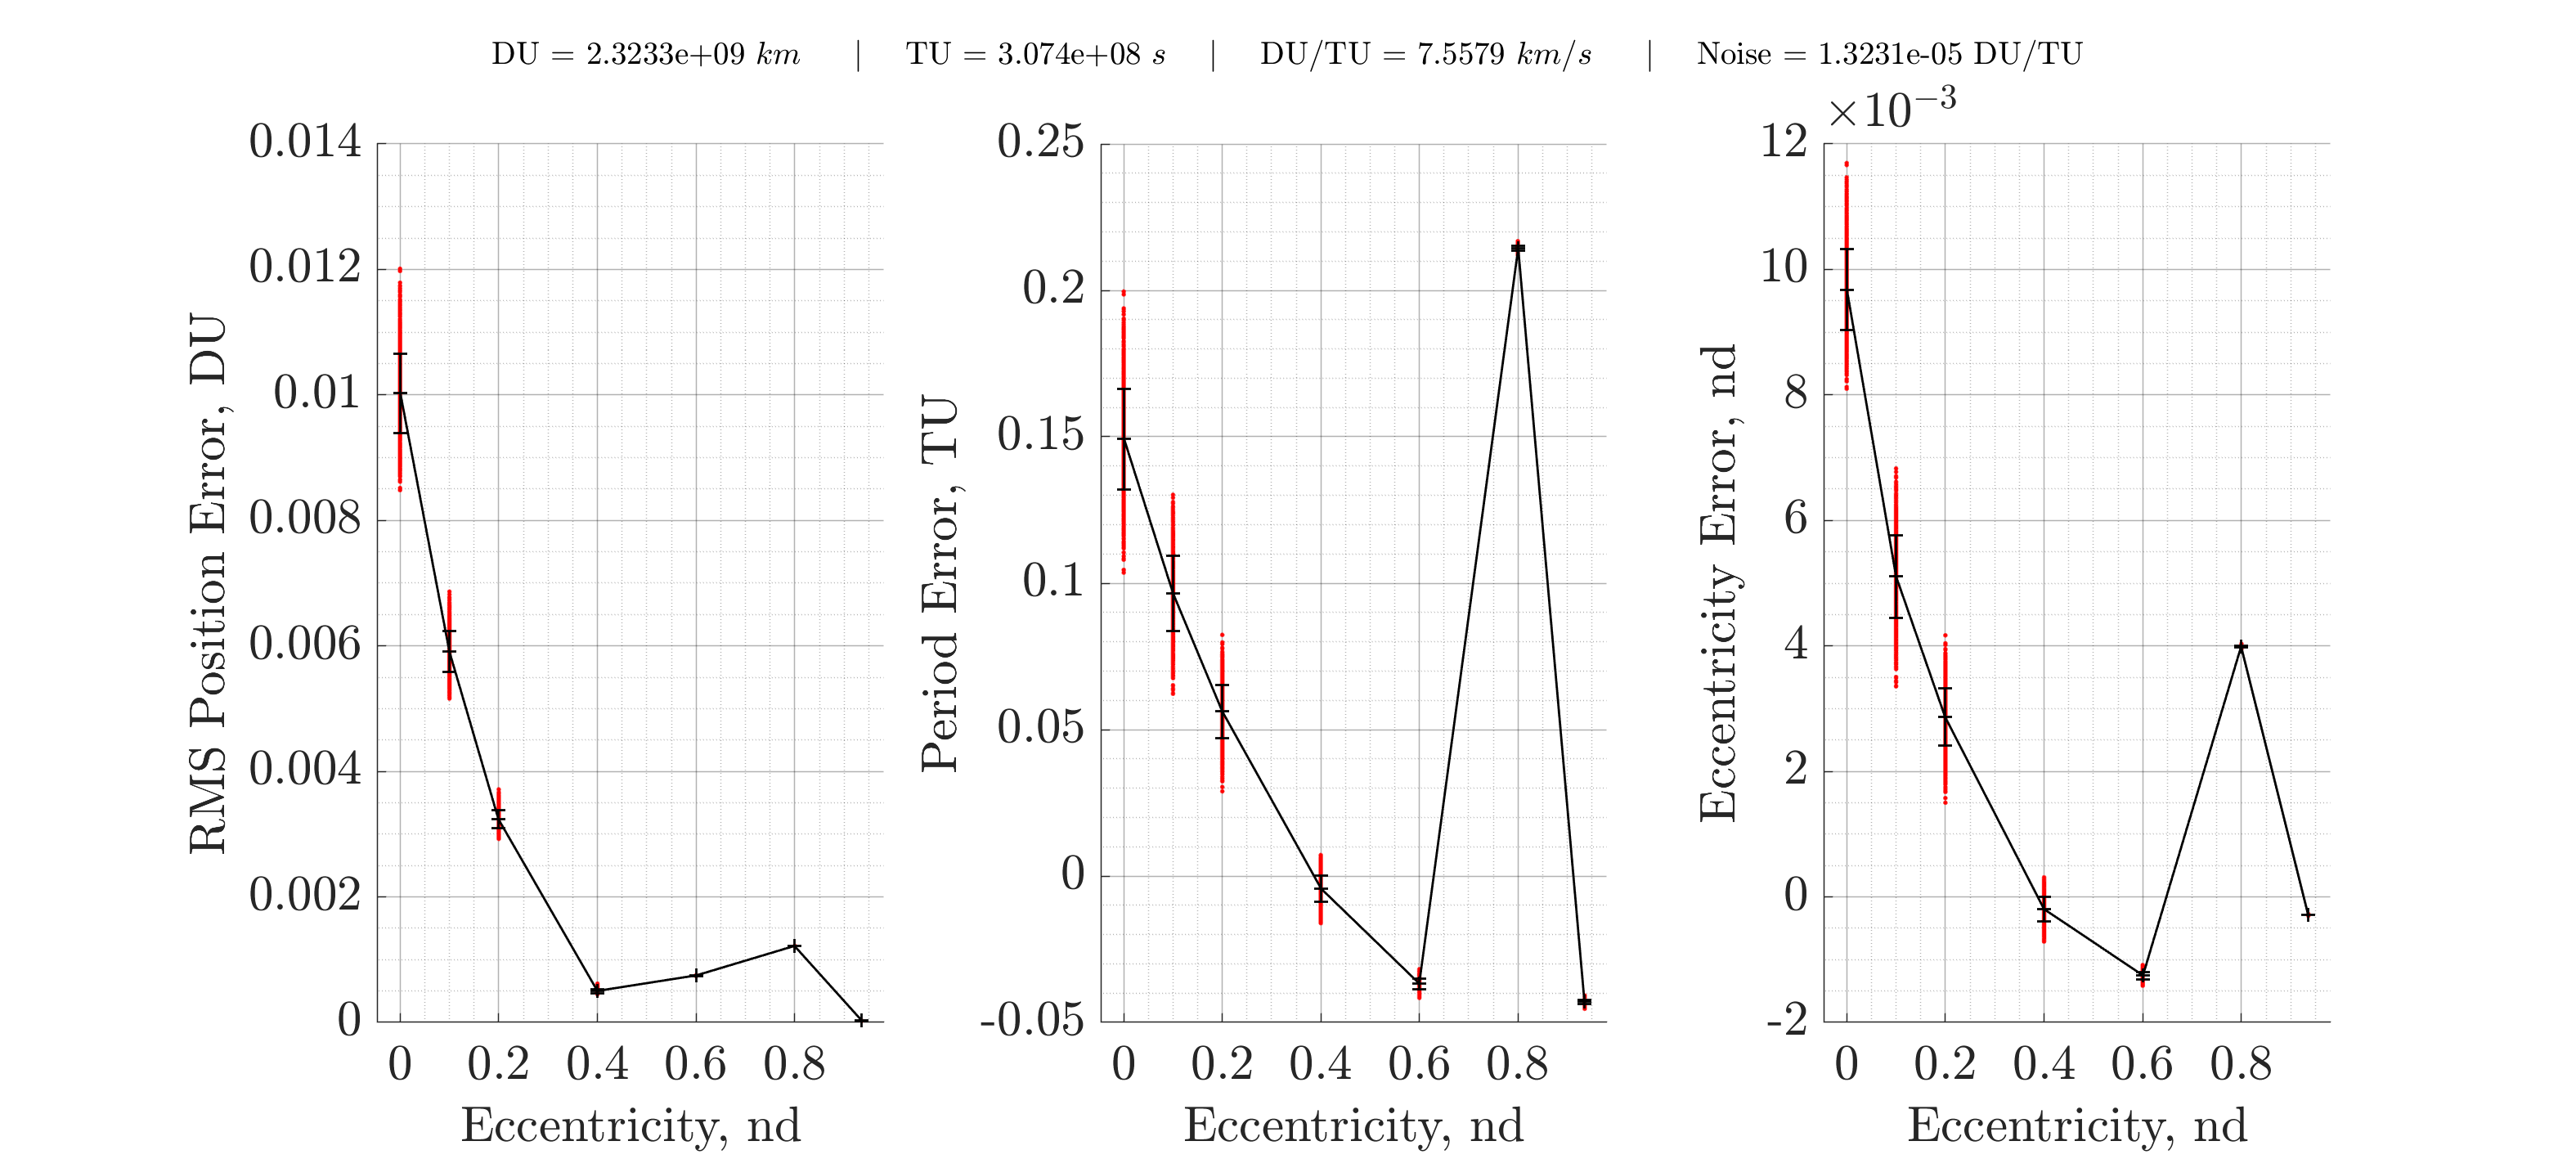 DU = 2.3233e+09 km | TU = 3.074e+08 s | DU/TU = 7.5579 km/s | Noise = 1.3231e-05 DU/TU
0.014
0.012
0.01
0.008
0.006
0.004
0.002
0
RMS Position Error, DU
0 0.2 0.4 0.6 0.8
Eccentricity, nd
0.25
0.2
0.15
0.1
0.05
0
-0.05
Period Error, TU
0 0.2 0.4 0.6 0.8
Eccentricity, nd
×10⁻³
12
10
8
6
4
2
0
-2
Eccentricity Error, nd
0 0.2 0.4 0.6 0.8
Eccentricity, nd